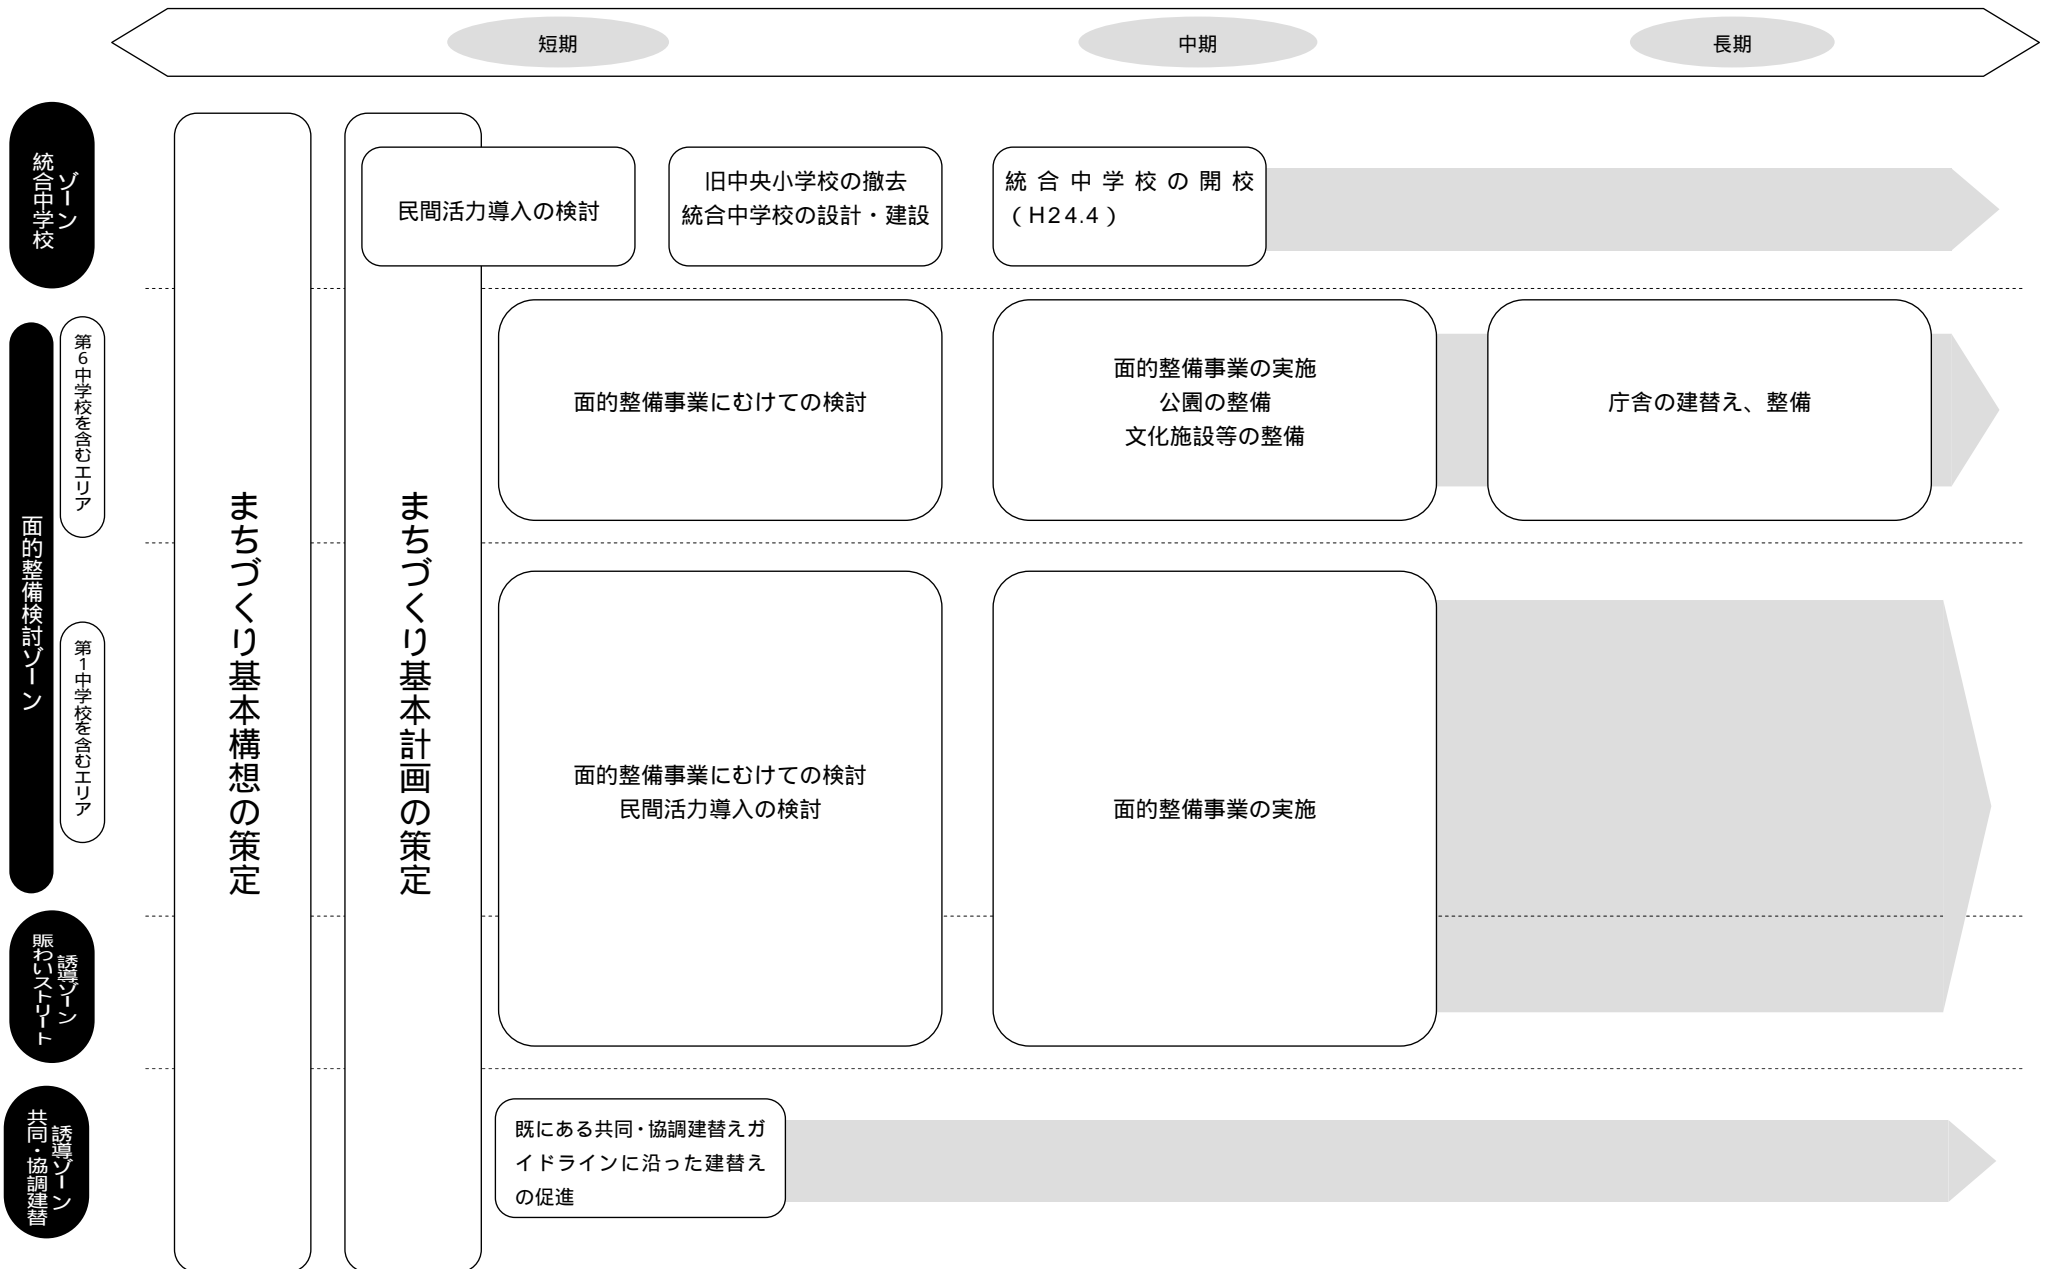 短期
中期
長期
統合中学校
ゾーン
民間活力導入の検討
旧中央小学校の撤去
統合中学校の設計・建設
統合中学校の開校
（H24.4）
面的整備検討ゾーン
第6中学校を含むエリア
まちづくり基本構想の策定
まちづくり基本計画の策定
面的整備事業にむけての検討
面的整備事業の実施
公園の整備
文化施設等の整備
庁舎の建替え、整備
第1中学校を含むエリア
面的整備事業にむけての検討
民間活力導入の検討
面的整備事業の実施
賑わいストリート
誘導ゾーン
共同・協調建替
誘導ゾーン
既にある共同・協調建替えガ
イドラインに沿った建替え
の促進